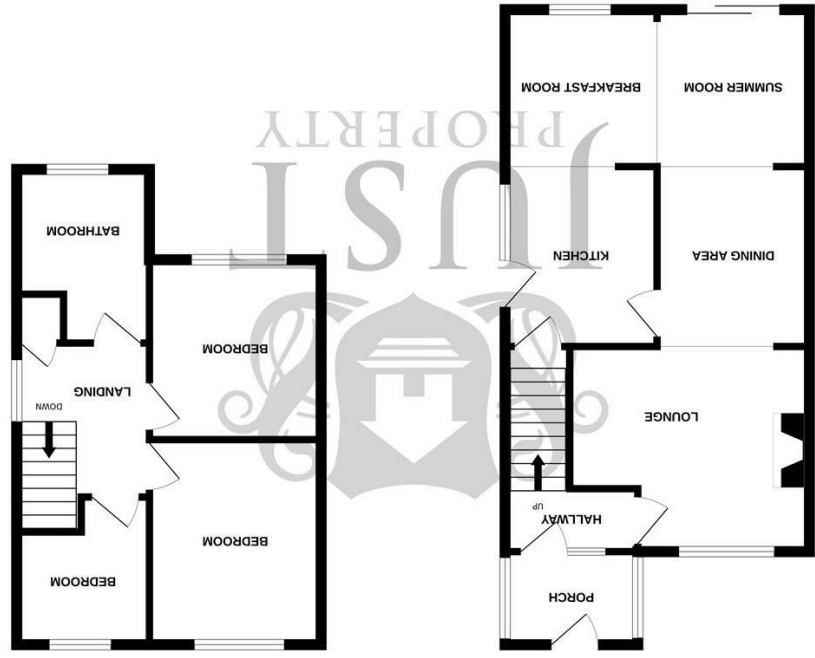 BREAKFAST ROOM
SUMMER ROOM
KITCHEN
DINING AREA
LOUNGE
UP
HALLWAY
PORCH
BATHROOM
BEDROOM
LANDING
DOWN
BEDROOM
BEDROOM
JUST
PROPERTY